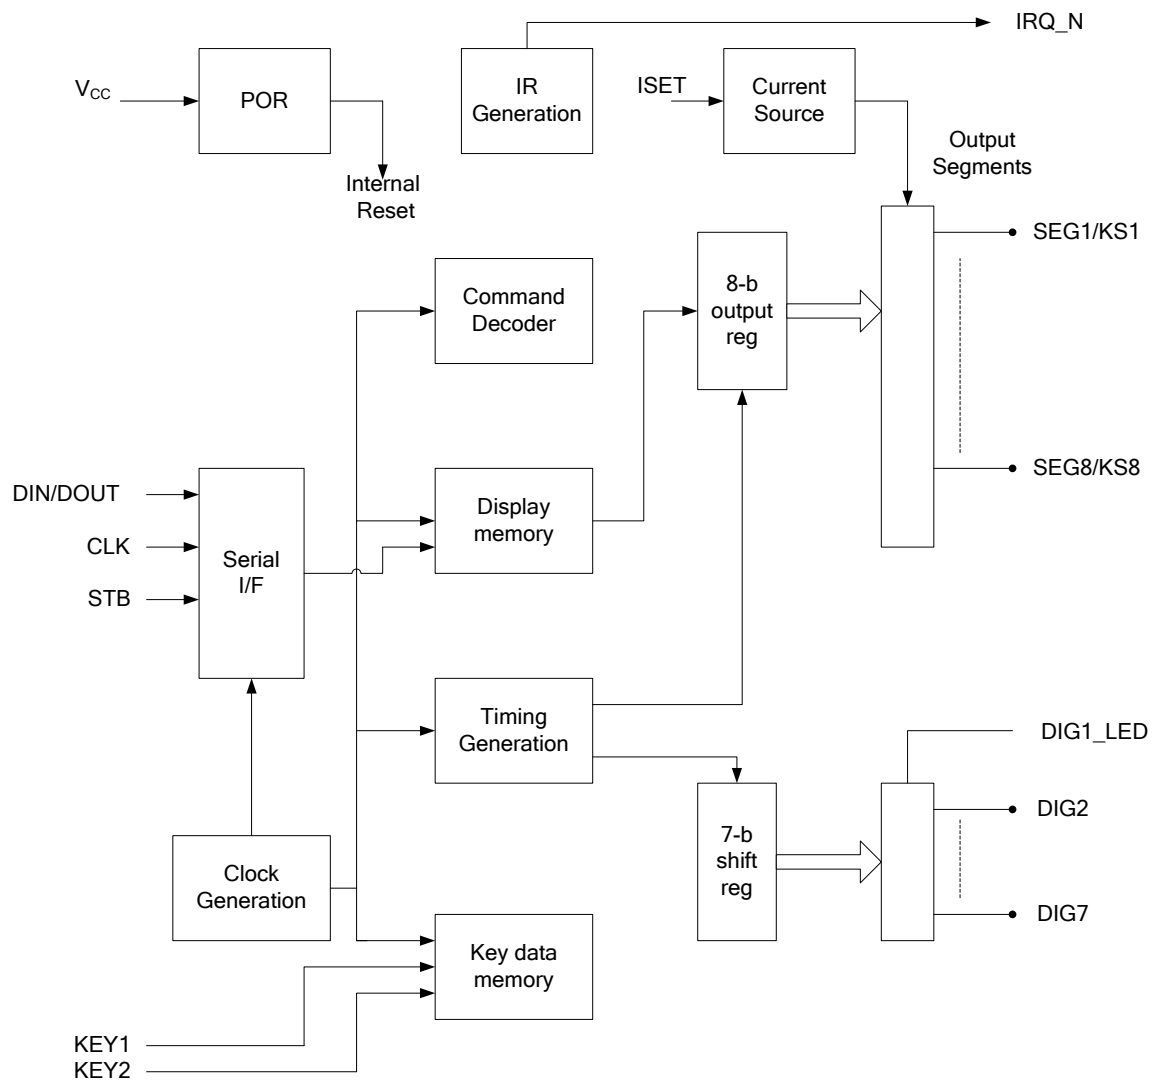 IRQ_N
VCC
POR
IR
Generation
ISET
Current
Source
Internal
Reset
Output
Segments
SEG1/KS1
Command
Decoder
8-b
output
reg
SEG8/KS8
DIN/DOUT
CLK
STB
Serial
I/F
Display
memory
Timing
Generation
DIG1_LED
DIG2
7-b
shift
reg
DIG7
Clock
Generation
Key data
memory
KEY1
KEY2